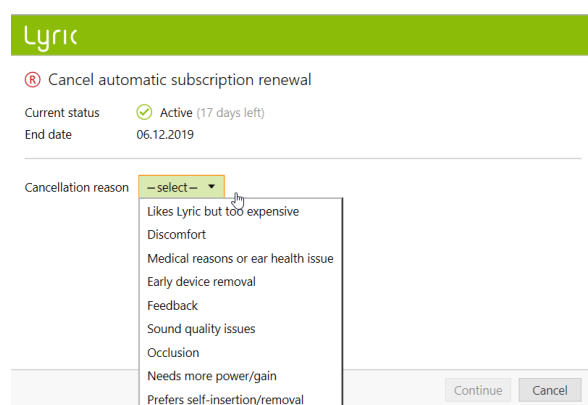 Lyric
R Cancel automatic subscription renewal
Current status Active (17 days left)
End date 06.12.2019
Cancellation reason —select—
Likes Lyric but too expensive
Discomfort
Medical reasons or ear health issue
Early device removal
Feedback
Sound quality issues
Occlusion
Needs more power/gain
Prefers self-insertion/removal
Continue Cancel